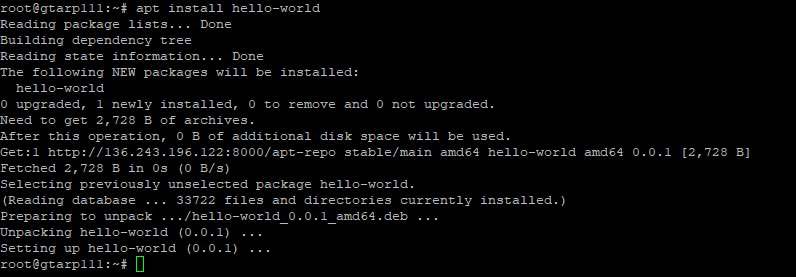 root@gtarp111:~# apt install hello-world
Reading package lists... Done
Building dependency tree
Reading state information... Done
The following NEW packages will be installed:
  hello-world
0 upgraded, 1 newly installed, 0 to remove and 0 not upgraded.
Need to get 2,728 B of archives.
After this operation, 0 B of additional disk space will be used.
Get:1 http://136.243.196.122:8000/apt-repo stable/main amd64 hello-world amd64 0.0.1 [2,728 B]
Fetched 2,728 B in 0s (0 B/s)
Selecting previously unselected package hello-world.
(Reading database ... 33722 files and directories currently installed.)
Preparing to unpack .../hello-world_0.0.1_amd64.deb ...
Unpacking hello-world (0.0.1) ...
Setting up hello-world (0.0.1) ...
root@gtarp111:~#